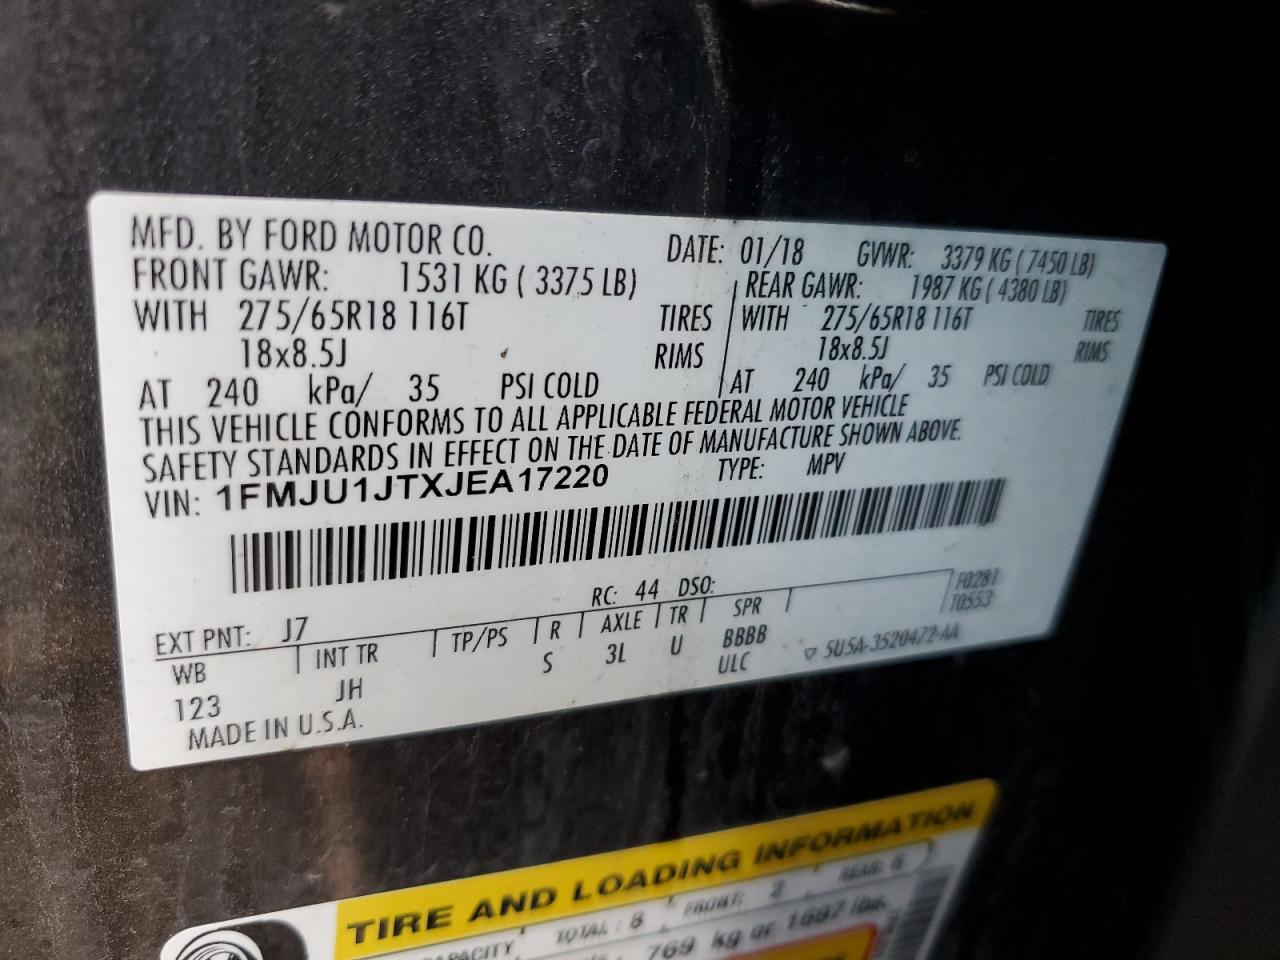 MFD. BY FORD MOTOR CO. DATE: 01/18 GVWR: 3379 KG ( 7450 LB)
FRONT GAWR: 1531 KG ( 3375 LB) REAR GAWR: 1987 KG ( 4380 LB)
WITH 275/65R18 116T TIRES WITH 275/65R18 116T TIRES
18x8.5J RIMS 18x8.5J RIMS
AT 240 kPa/ 35 PSI COLD AT 240 kPa/ 35 PSI COLD
THIS VEHICLE CONFORMS TO ALL APPLICABLE FEDERAL MOTOR VEHICLE
SAFETY STANDARDS IN EFFECT ON THE DATE OF MANUFACTURE SHOWN ABOVE.
VIN: 1FMJU1JTXJEA17220 TYPE: MPV
RC: 44 DSO: F0281
EXT PNT: J7 T0553
WB INT TR TP/PS R AXLE TR SPR
123 JH S 3L U BBBB
ULC ▽ 5U5A-3520472-AA
MADE IN U.S.A.
TIRE AND LOADING INFORMATION
CAPACITY TOTAL: 8 FRONT: 2 REAR: 6
769 kg or 1697 lbs.